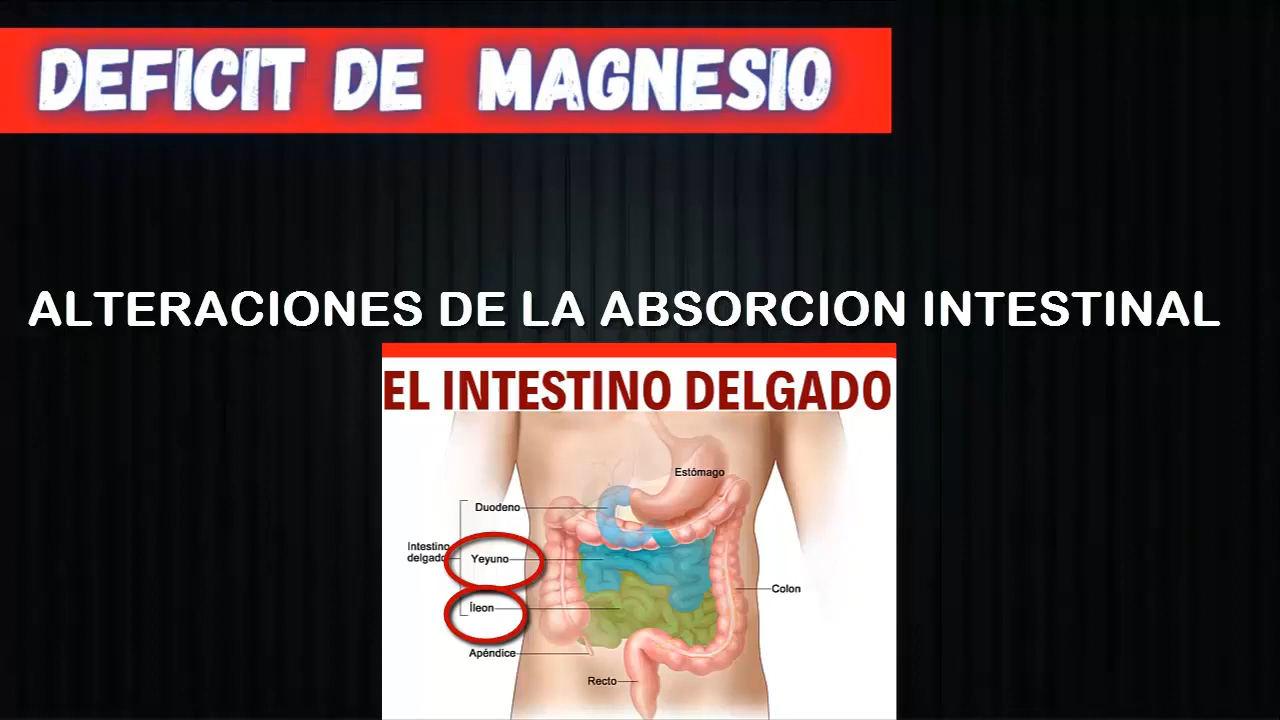 DEFICIT DE MAGNESIO
ALTERACIONES DE LA ABSORCION INTESTINAL
EL INTESTINO DELGADO
Estómago
Duodeno
Intestino
delgado
Yeyuno
Colon
Íleon
Apéndice
Recto